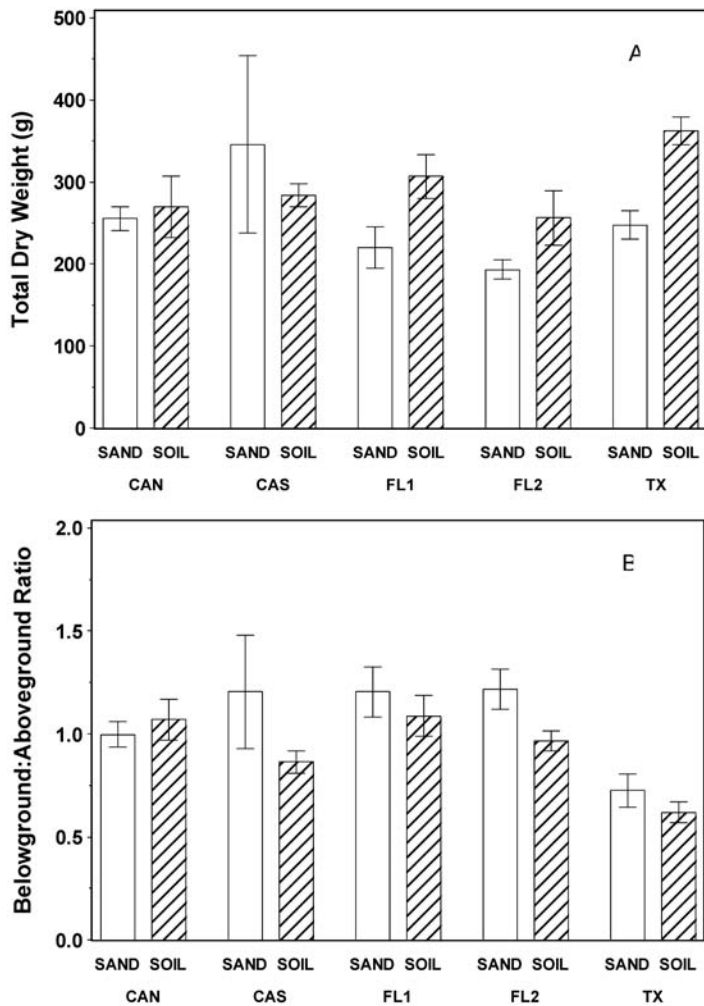 500
A
400
300
200
100
0
Total Dry Weight (g)
SAND SOIL SAND SOIL SAND SOIL SAND SOIL SAND SOIL
CAN CAS FL1 FL2 TX
2.0
B
1.5
1.0
0.5
0.0
Belowground:Aboveground Ratio
SAND SOIL SAND SOIL SAND SOIL SAND SOIL SAND SOIL
CAN CAS FL1 FL2 TX